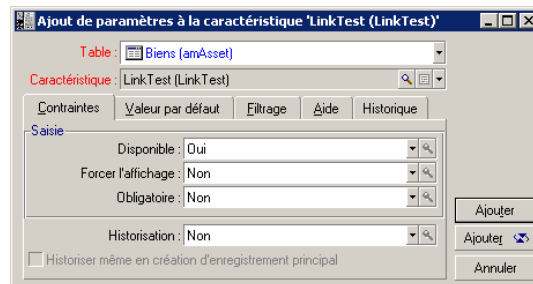 Ajout de paramètres à la caractéristique 'LinkTest (LinkTest)'
Table : Biens (amAsset)
Caractéristique : LinkTest (LinkTest)
Contraintes Valeur par défaut Filtrage Aide Historique
Saisie
Disponible : Oui
Forcer l'affichage : Non
Obligatoire : Non
Historisation : Non
Historiser même en création d'enregistrement principal
Ajouter
Ajouter
Annuler